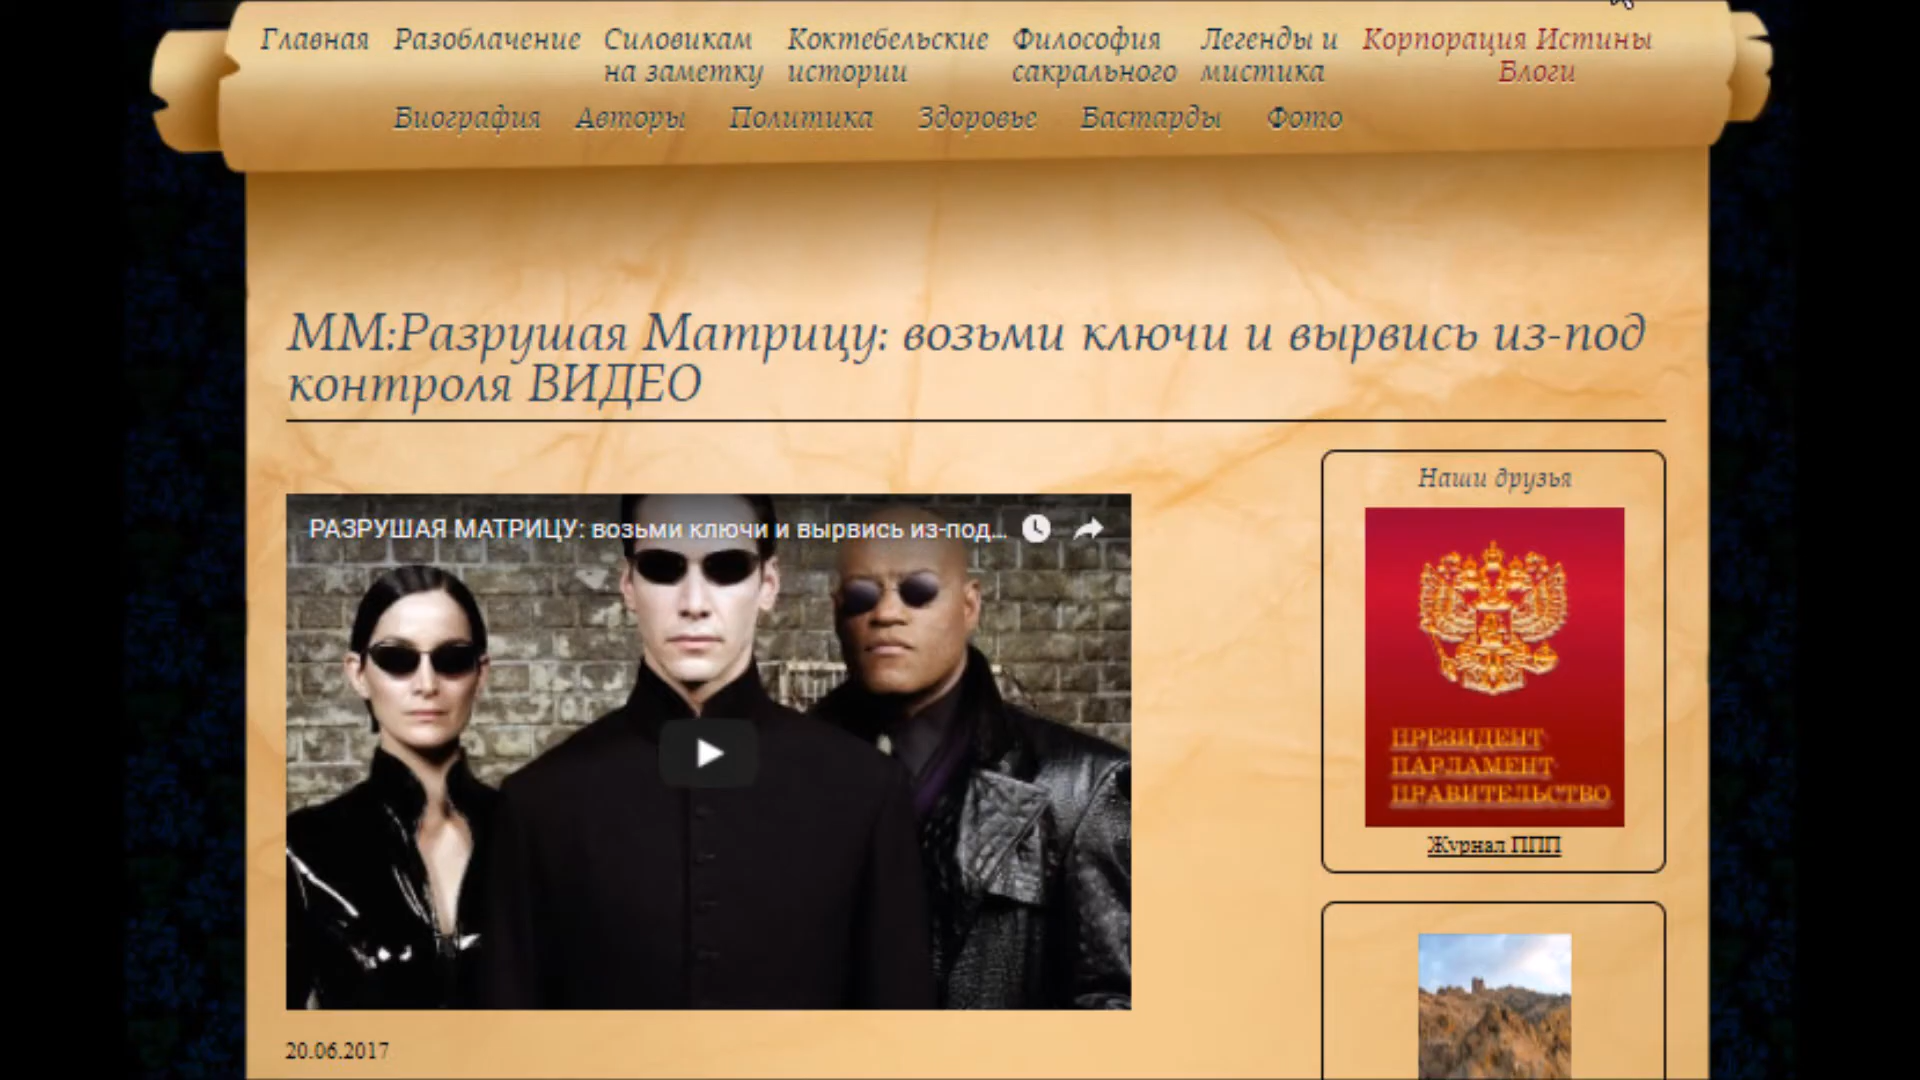 Главная Разоблачение Силовикам на заметку Коктебельские истории Философия сакрального Легенды и мистика Корпорация Истины Блоги
Биография Авторы Политика Здоровье Бастарды Фото
ММ:Разрушая Матрицу: возьми ключи и вырвись из-под
контроля ВИДЕО
РАЗРУШАЯ МАТРИЦУ: возьми ключи и вырвись из-под...
20.06.2017
Наши друзья
ПРЕЗИДЕНТ
ПАРЛАМЕНТ
ПРАВИТЕЛЬСТВО
Журнал ППП